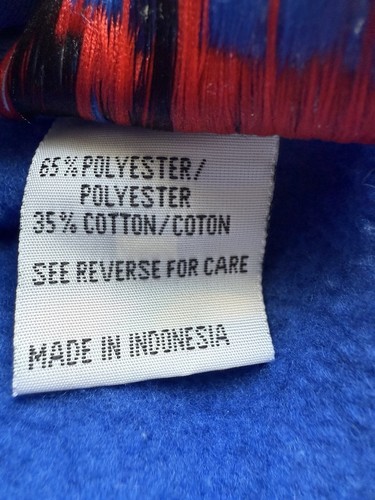 65% POLYESTER/
POLYESTER
35% COTTON/COTON
SEE REVERSE FOR CARE
MADE IN INDONESIA